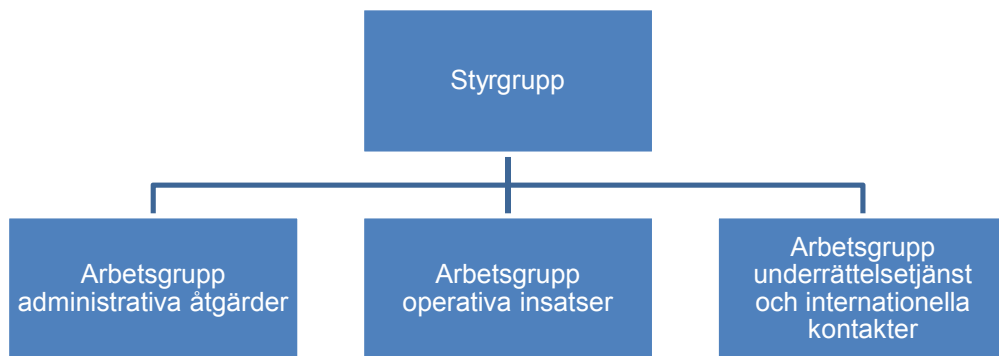 Styrgrupp
Arbetsgrupp
administrativa åtgärder
Arbetsgrupp
operativa insatser
Arbetsgrupp
underrättelsetjänst
och internationella
kontakter